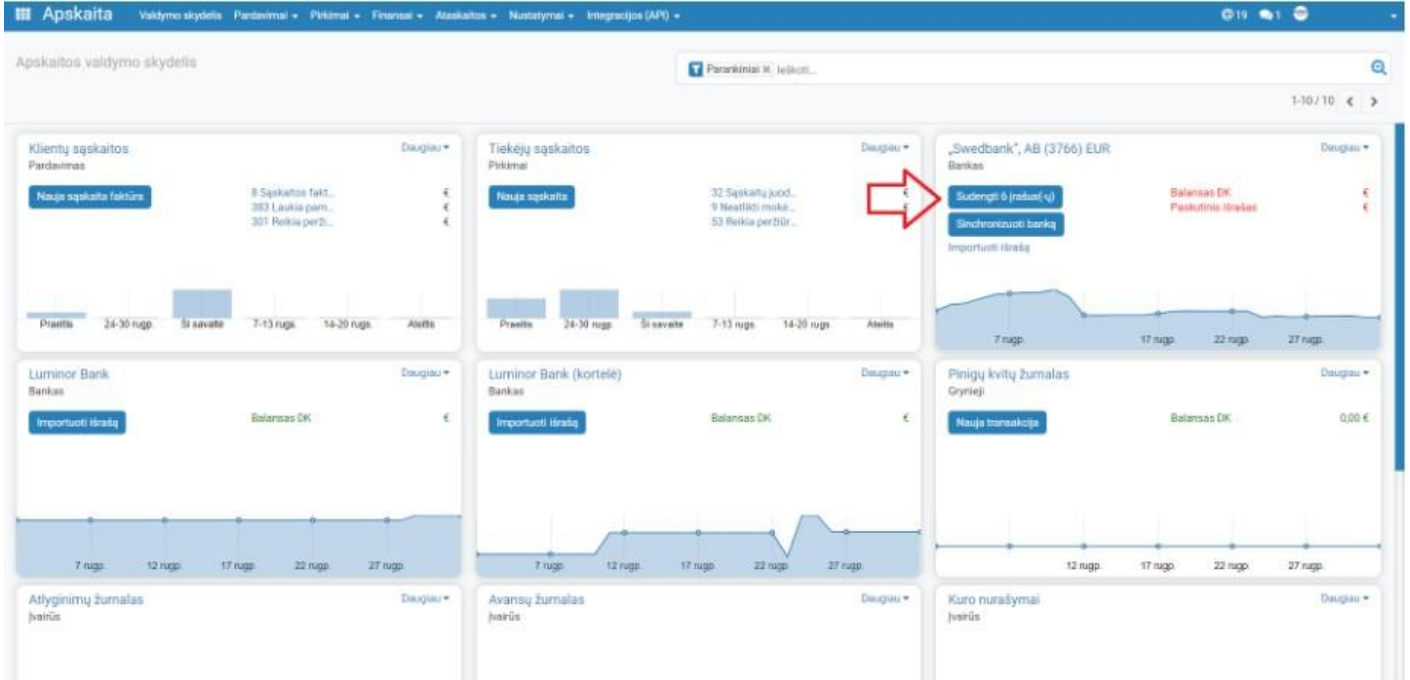 Apskaita Valdymo skydelis Pardavimai Pirkimai Finansai Ataskaitos Nustatymai Integracijos (API) 19 1
Apskaitos valdymo skydelis
Parankiniai × Ieškoti...
1-10 / 10
Klientų sąskaitos Daugiau
Pardavimas
Nauja sąskaita faktūra 8 Sąskaitos fakt... €
383 Laukia pam... €
301 Reikia perži... €
Praeitis 24-30 rugp. Ši savaitė 7-13 rugs. 14-20 rugs. Ateitis
Tiekėjų sąskaitos Daugiau
Pirkimai
Nauja sąskaita 32 Sąskaitų juod... €
9 Neatlikti mokė... €
53 Reikia peržiūr...
Praeitis 24-30 rugp. Ši savaitė 7-13 rugs. 14-20 rugs. Ateitis
„Swedbank“, AB (3766) EUR Daugiau
Bankas
Sudengti 6 įrašus(-ų) Balansas DK €
Paskutinis išrašas €
Sinchronizuoti banką
Importuoti išrašą
7 rugp. 17 rugp. 22 rugp. 27 rugp.
Luminor Bank Daugiau
Bankas
Importuoti išrašą Balansas DK €
7 rugp. 12 rugp. 17 rugp. 22 rugp. 27 rugp.
Luminor Bank (kortelė) Daugiau
Bankas
Importuoti išrašą Balansas DK €
7 rugp. 12 rugp. 17 rugp. 22 rugp. 27 rugp.
Pinigų kvitų žurnalas Daugiau
Grynieji
Nauja transakcija Balansas DK 0,00 €
12 rugp. 17 rugp. 22 rugp. 27 rugp.
Atlyginimų žurnalas Daugiau
Įvairūs
Avansų žurnalas Daugiau
Įvairūs
Kuro nurašymai Daugiau
Įvairūs